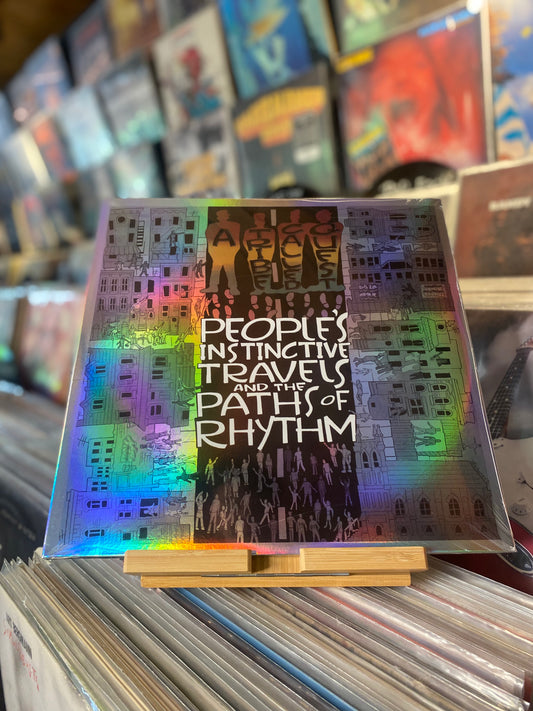 A TRIBE CALLED QUEST
PEOPLE'S
INSTINCTIVE
TRAVELS
AND THE
PATHS OF
RHYTHM